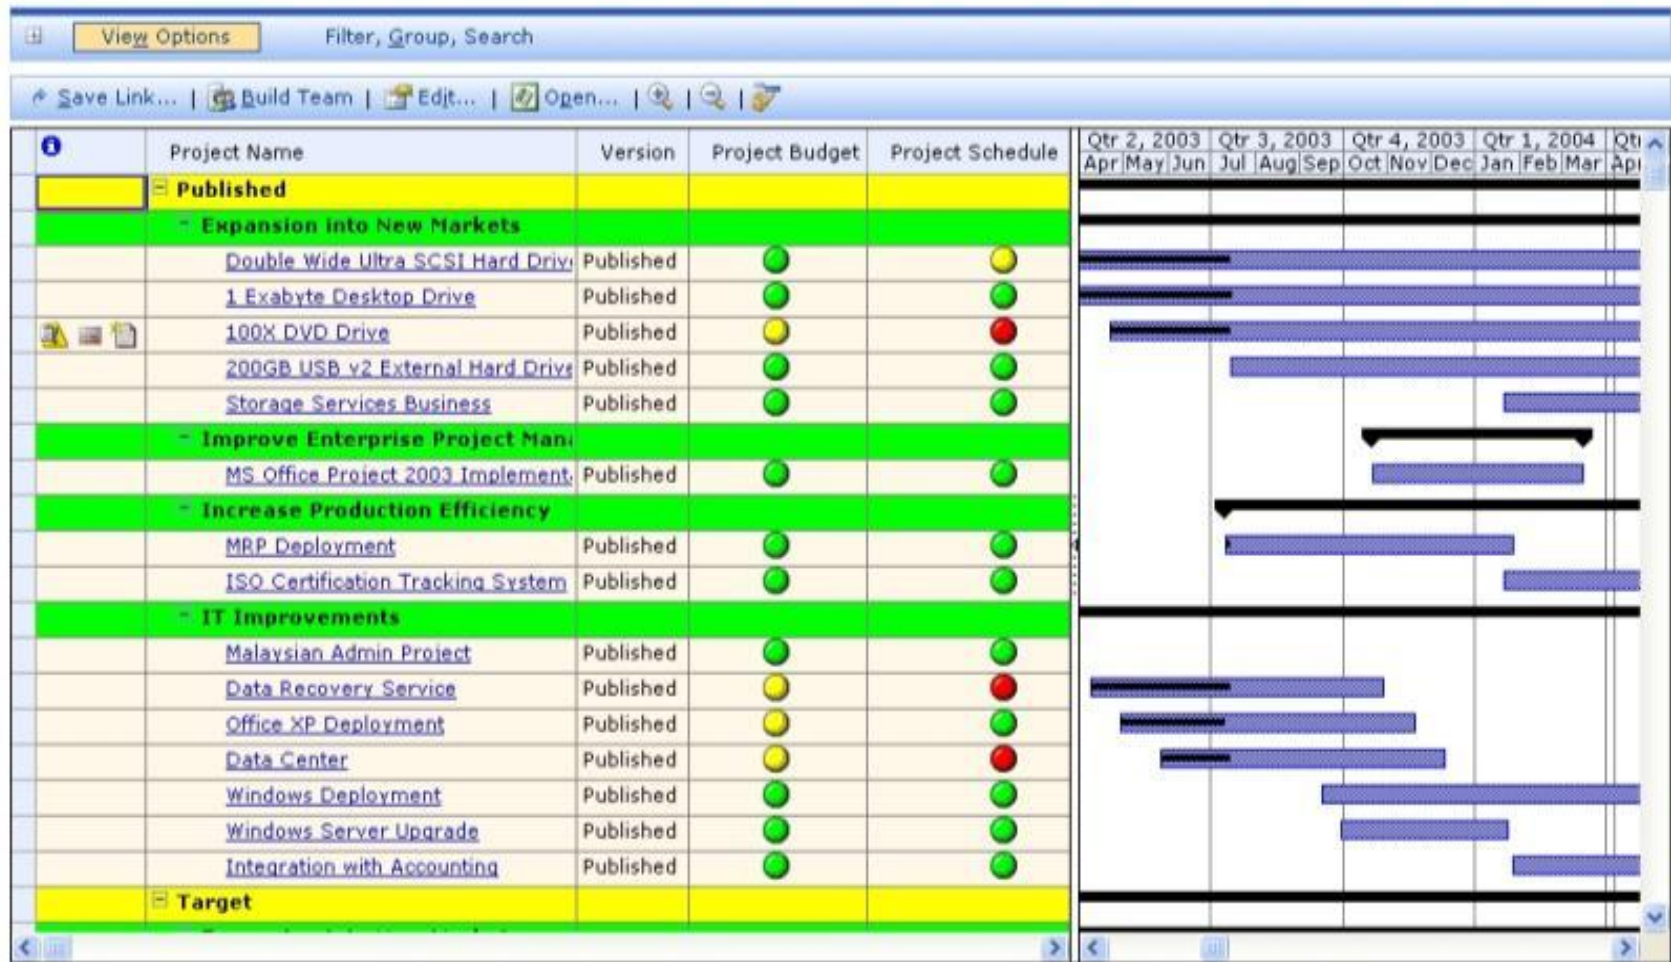 View Options Filter, Group, Search
Save Link... | Build Team | Edit... | Open... |
Project Name Version Project Budget Project Schedule Qtr 2, 2003 Qtr 3, 2003 Qtr 4, 2003 Qtr 1, 2004 Qt
Apr May Jun Jul Aug Sep Oct Nov Dec Jan Feb Mar Ap
Published
Expansion into New Markets
Double Wide Ultra SCSI Hard Driv Published
1 Exabyte Desktop Drive Published
100X DVD Drive Published
200GB USB v2 External Hard Drive Published
Storage Services Business Published
Improve Enterprise Project Man
MS Office Project 2003 Implement Published
Increase Production Efficiency
MRP Deployment Published
ISO Certification Tracking System Published
IT Improvements
Malaysian Admin Project Published
Data Recovery Service Published
Office XP Deployment Published
Data Center Published
Windows Deployment Published
Windows Server Upgrade Published
Integration with Accounting Published
Target